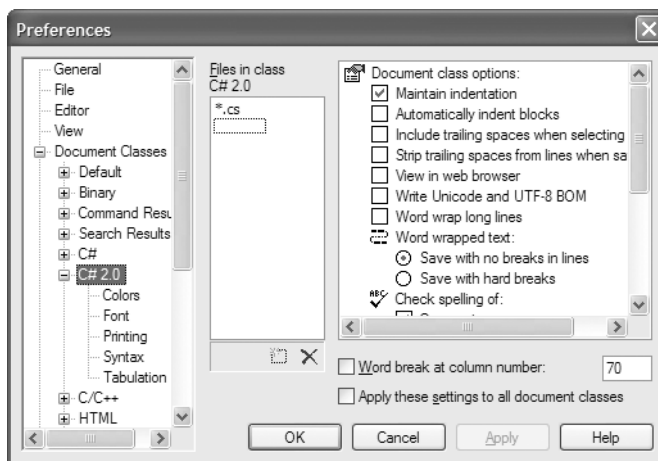 Preferences
General
File
Editor
View
Document Classes
Default
Binary
Command Resu
Search Results
C#
C# 2.0
Colors
Font
Printing
Syntax
Tabulation
C/C++
HTML
Files in class
C# 2.0
*.cs
Document class options:
Maintain indentation
Automatically indent blocks
Include trailing spaces when selecting
Strip trailing spaces from lines when sa
View in web browser
Write Unicode and UTF-8 BOM
Word wrap long lines
Word wrapped text:
Save with no breaks in lines
Save with hard breaks
ABC
Check spelling of:
Word break at column number: 70
Apply these settings to all document classes
OK Cancel Apply Help